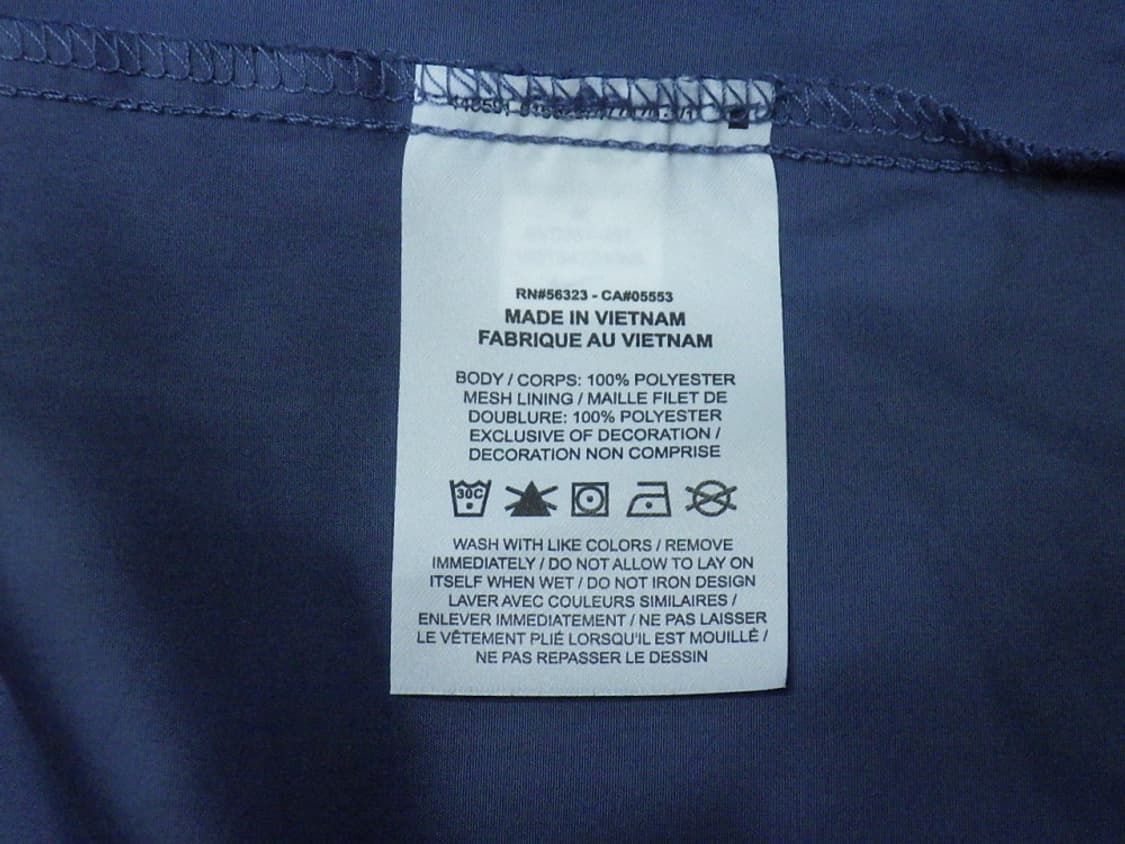 RN#56323 - CA#05553
MADE IN VIETNAM
FABRIQUE AU VIETNAM
BODY / CORPS: 100% POLYESTER
MESH LINING / MAILLE FILET DE
DOUBLURE: 100% POLYESTER
EXCLUSIVE OF DECORATION /
DECORATION NON COMPRISE
30C
WASH WITH LIKE COLORS / REMOVE
IMMEDIATELY / DO NOT ALLOW TO LAY ON
ITSELF WHEN WET / DO NOT IRON DESIGN
LAVER AVEC COULEURS SIMILAIRES /
ENLEVER IMMEDIATEMENT / NE PAS LAISSER
LE VÊTEMENT PLIÉ LORSQU'IL EST MOUILLÉ /
NE PAS REPASSER LE DESSIN